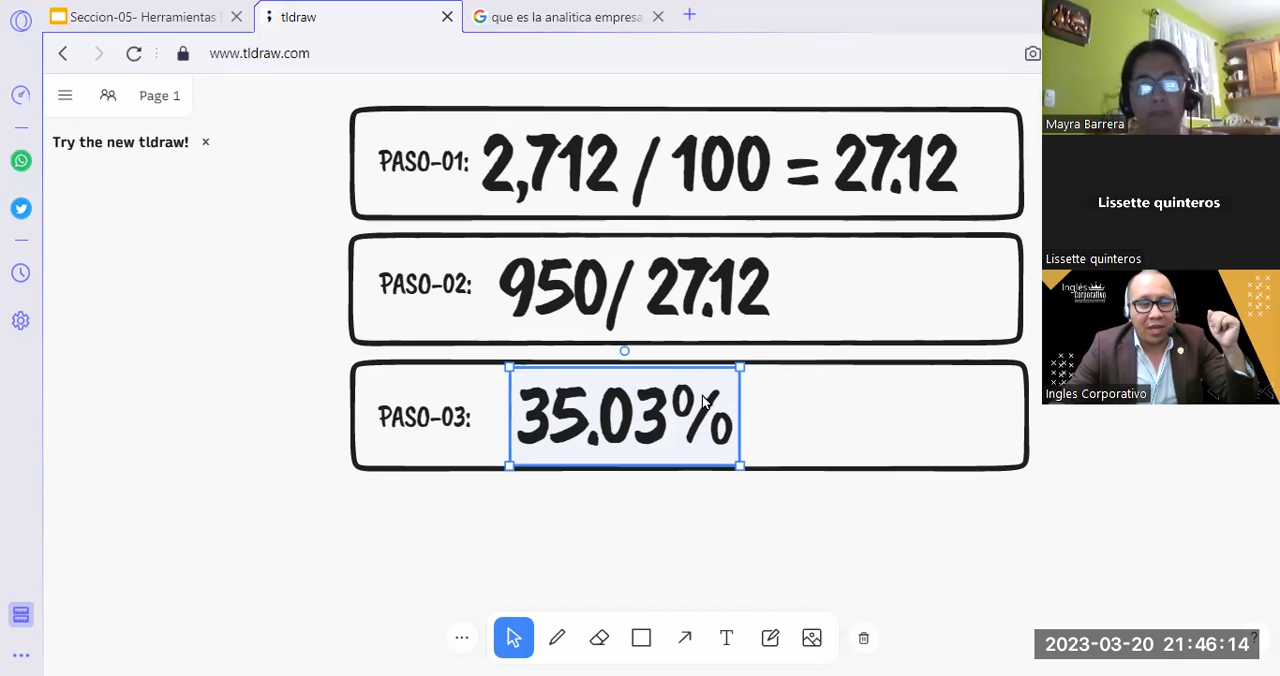 Seccion-05- Herramientas
tldraw
que es la analitica empresa
www.tldraw.com
Page 1
Try the new tldraw!
PASO-01: 2,712 / 100 = 27.12
PASO-02: 950/ 27.12
PASO-03: 35.03%
Mayra Barrera
Lissette quinteros
Lissette quinteros
Inglés
Corporativo
Ingles Corporativo
T
2023-03-20 21:46:14
?